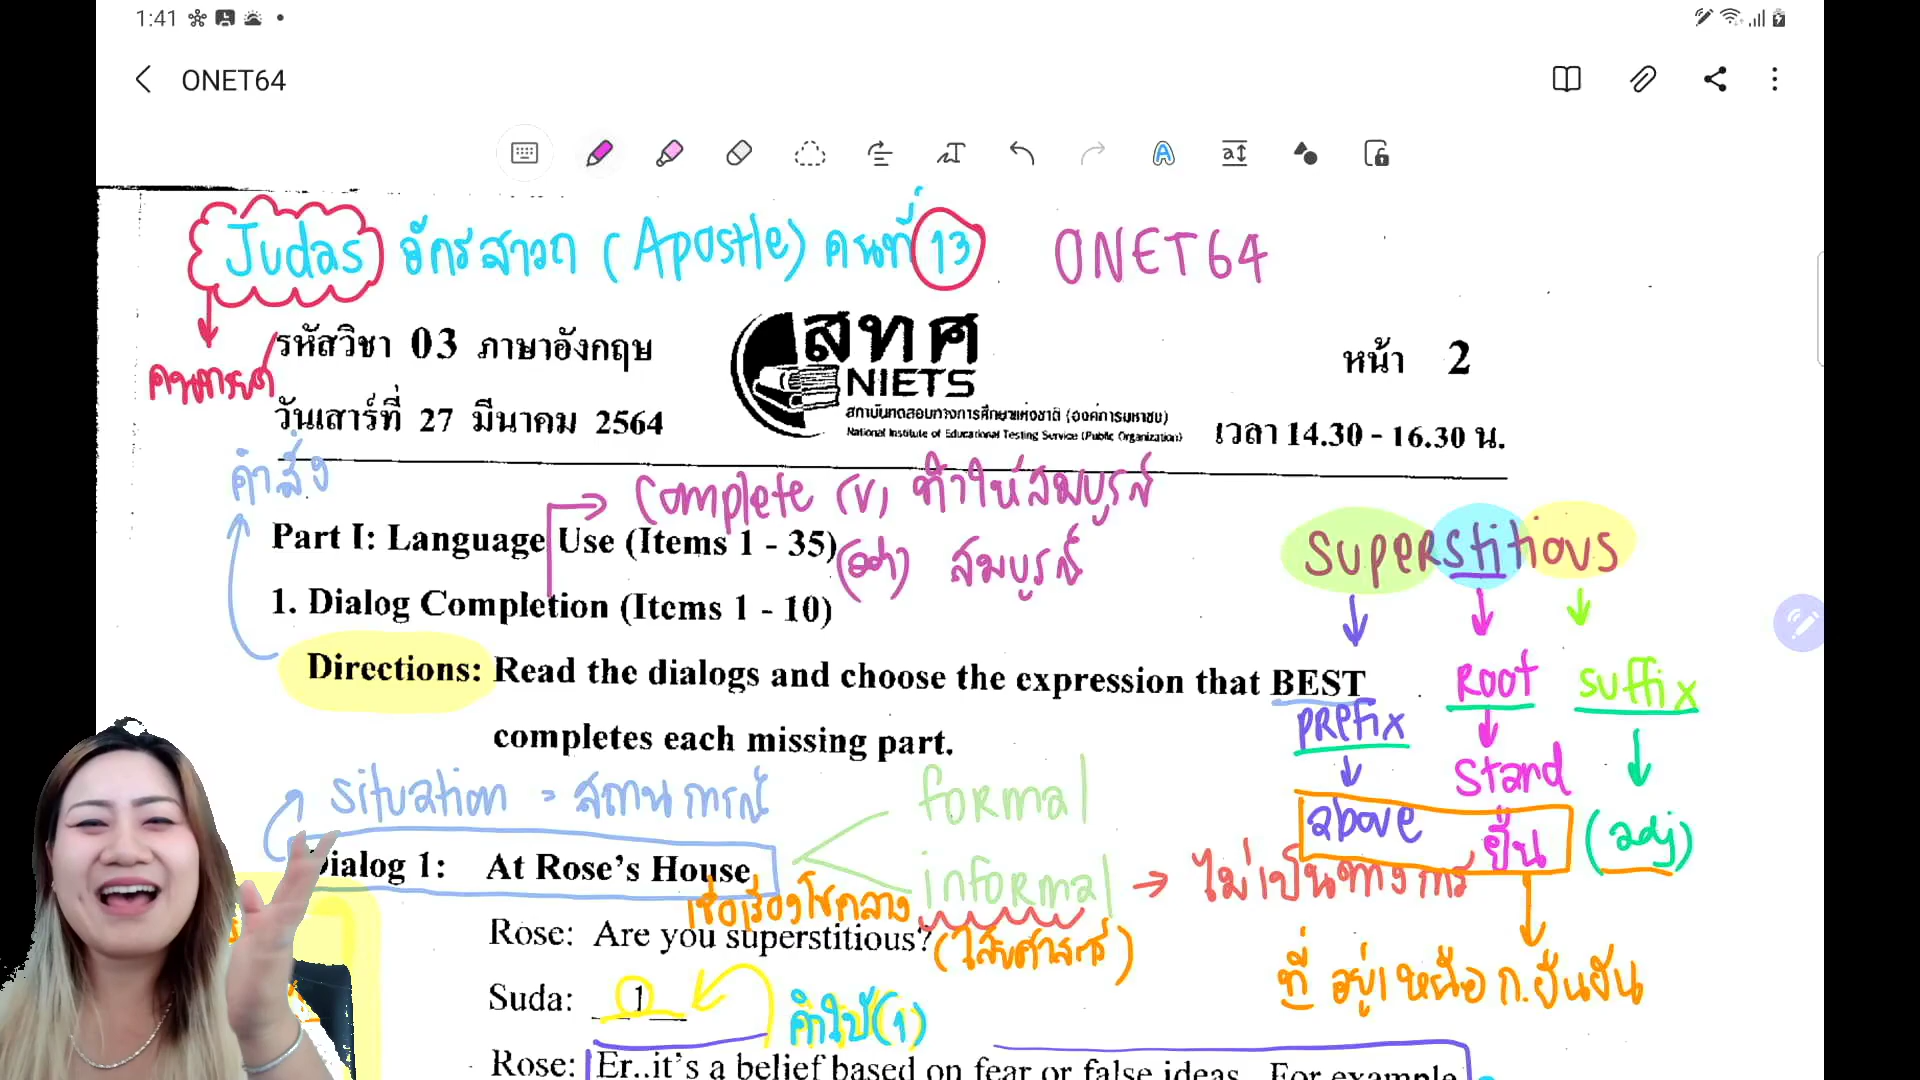 1:41
ONET64
Judas อัครสาวก (Apostle) คนที่ 13 ONET64
คนทรยศ
รหัสวิชา 03 ภาษาอังกฤษ
สทศ
NIETS
สถาบันทดสอบทางการศึกษาแห่งชาติ (องค์การมหาชน)
National Institute of Educational Testing Service (Public Organization)
หน้า 2
วันเสาร์ที่ 27 มีนาคม 2564
เวลา 14.30 - 16.30 น.
คำสั่ง
complete (v) ทำให้สมบูรณ์
Part I: Language Use (Items 1 - 35)
(adj) สมบูรณ์
superstitious
1. Dialog Completion (Items 1 - 10)
Directions: Read the dialogs and choose the expression that BEST
completes each missing part.
prefix Root suffix
above stand ยืน (adj)
situation = สถานการณ์
formal
Dialog 1: At Rose's House
informal → ไม่เป็นทางการ
เชื่อเรื่องโชคลาง
Rose: Are you superstitious?
(ไสยศาสตร์)
ที่อยู่เหนือ ก.ยืนยัน
Suda: 1
คำใบ้(1)
Rose: Er..it's a belief based on fear or false ideas. For example